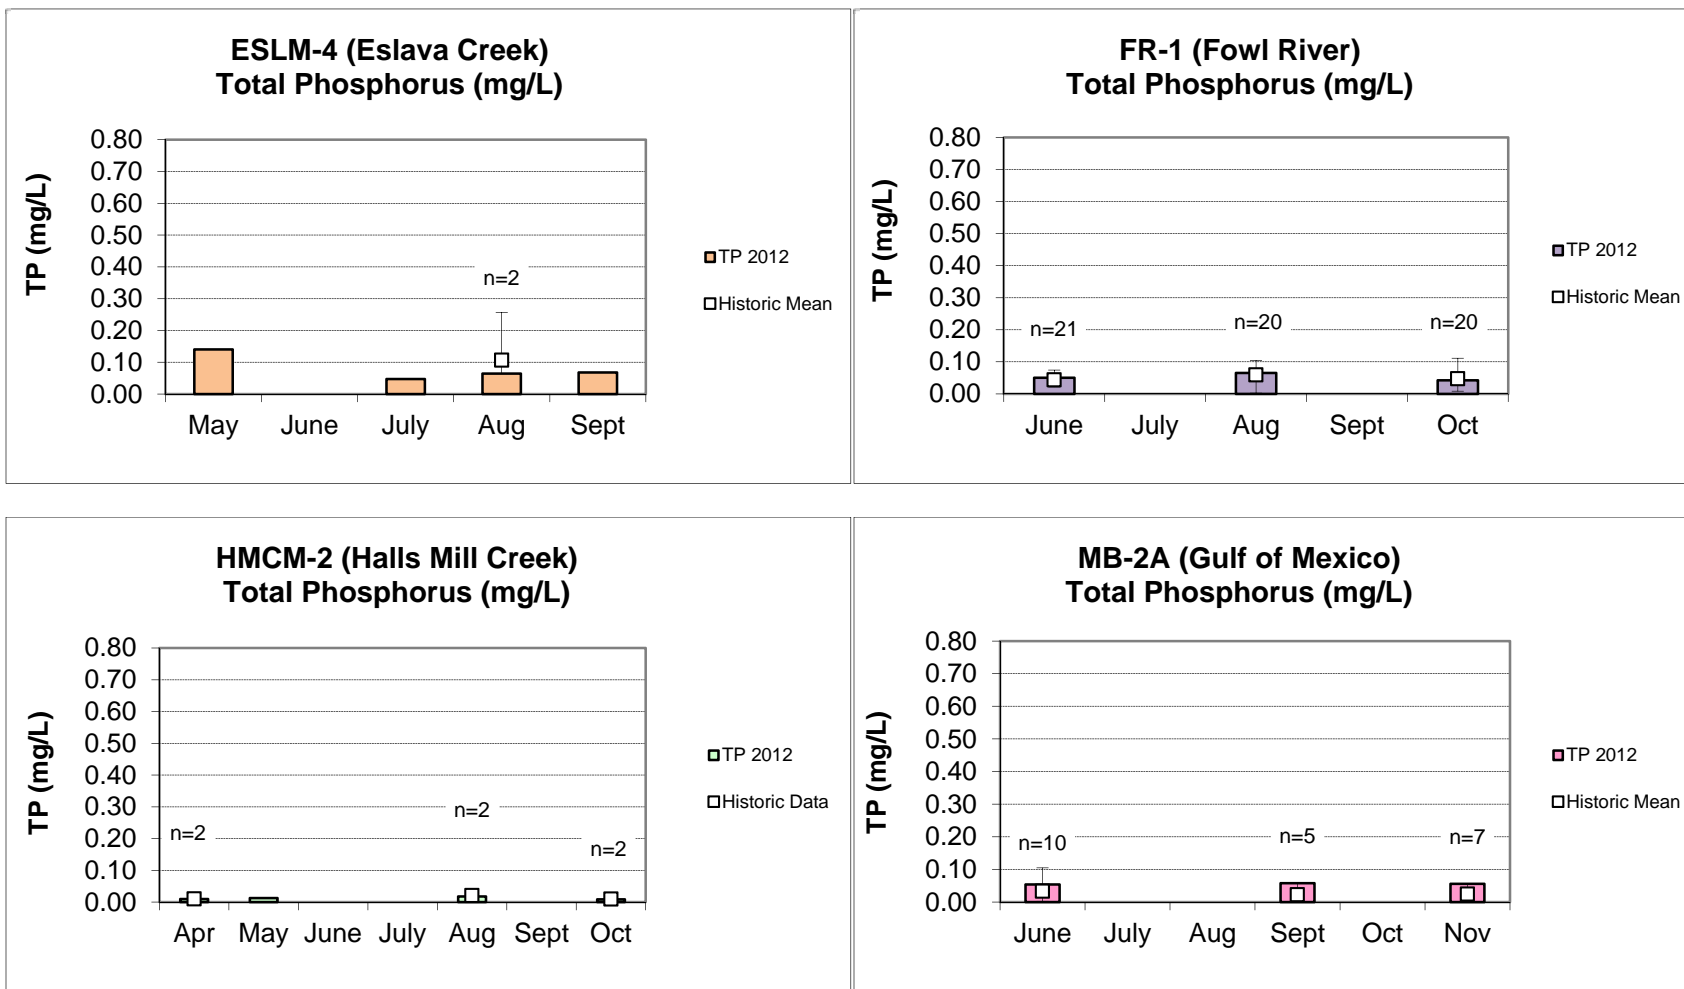 ESLM-4 (Eslava Creek)
Total Phosphorus (mg/L)
TP (mg/L)
0.80
0.70
0.60
0.50
0.40
0.30
0.20
0.10
0.00
n=2
May June July Aug Sept
TP 2012
Historic Mean
FR-1 (Fowl River)
Total Phosphorus (mg/L)
TP (mg/L)
0.80
0.70
0.60
0.50
0.40
0.30
0.20
0.10
0.00
n=21 n=20 n=20
June July Aug Sept Oct
TP 2012
Historic Mean
HMCM-2 (Halls Mill Creek)
Total Phosphorus (mg/L)
TP (mg/L)
0.80
0.70
0.60
0.50
0.40
0.30
0.20
0.10
0.00
n=2 n=2 n=2
Apr May June July Aug Sept Oct
TP 2012
Historic Data
MB-2A (Gulf of Mexico)
Total Phosphorus (mg/L)
TP (mg/L)
0.80
0.70
0.60
0.50
0.40
0.30
0.20
0.10
0.00
n=10 n=5 n=7
June July Aug Sept Oct Nov
TP 2012
Historic Mean